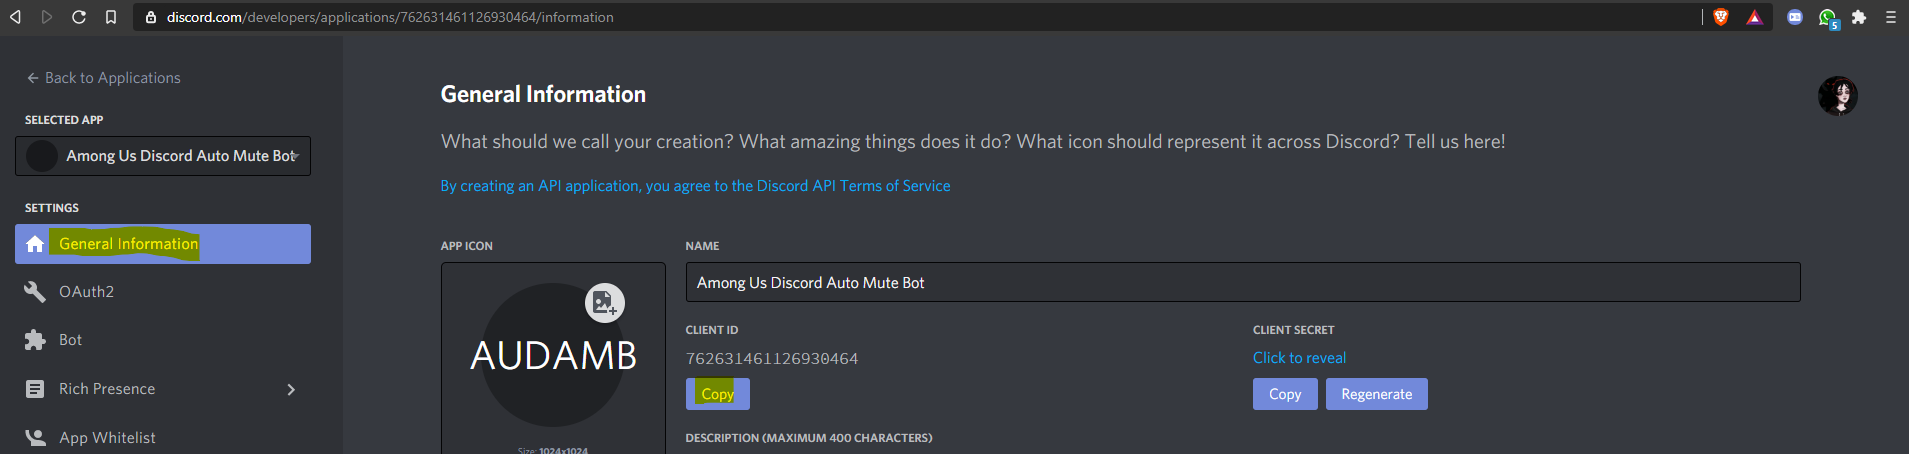 discord.com/developers/applications/762631461126930464/information
5
← Back to Applications
SELECTED APP
Among Us Discord Auto Mute Bot
SETTINGS
General Information
OAuth2
Bot
Rich Presence
App Whitelist
General Information
What should we call your creation? What amazing things does it do? What icon should represent it across Discord? Tell us here!
By creating an API application, you agree to the Discord API Terms of Service
APP ICON
AUDAMB
Size: 1024x1024
NAME
Among Us Discord Auto Mute Bot
CLIENT ID
762631461126930464
Copy
CLIENT SECRET
Click to reveal
Copy
Regenerate
DESCRIPTION (MAXIMUM 400 CHARACTERS)